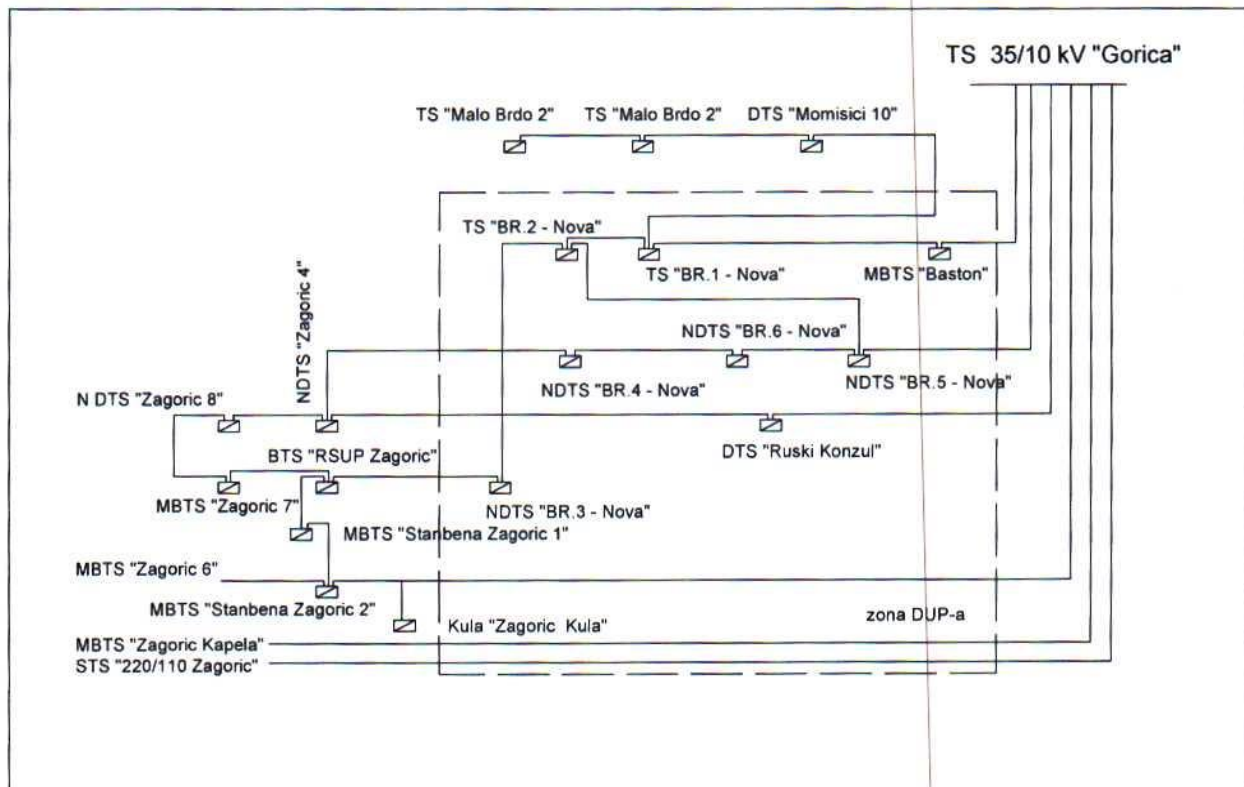 TS 35/10 kV "Gorica"
TS "Malo Brdo 2"
TS "Malo Brdo 2"
DTS "Momisici 10"
TS "BR.2 - Nova"
TS "BR.1 - Nova"
MBTS "Baston"
NDTS "Zagoric 4"
NDTS "BR.6 - Nova"
NDTS "BR.4 - Nova"
NDTS "BR.5 - Nova"
N DTS "Zagoric 8"
BTS "RSUP Zagoric"
DTS "Ruski Konzul"
MBTS "Zagoric 7"
NDTS "BR.3 - Nova"
MBTS "Stanbena Zagoric 1"
MBTS "Zagoric 6"
MBTS "Stanbena Zagoric 2"
Kula "Zagoric Kula"
zona DUP-a
MBTS "Zagoric Kapela"
STS "220/110 Zagoric"